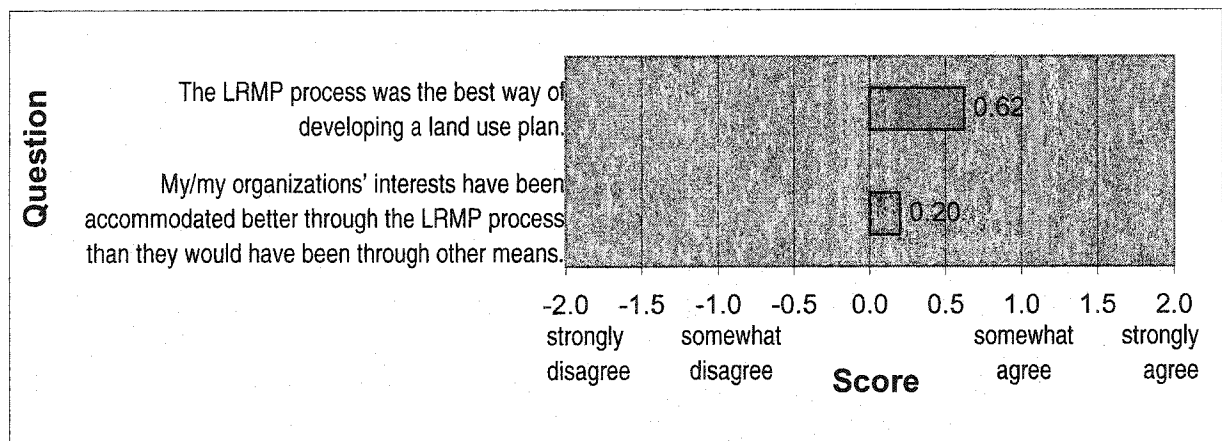 Question
The LRMP process was the best way of
developing a land use plan.
0.62
My/my organizations' interests have been
accommodated better through the LRMP process
than they would have been through other means.
0.20
-2.0 -1.5 -1.0 -0.5 0.0 0.5 1.0 1.5 2.0
strongly somewhat somewhat strongly
disagree disagree agree agree
Score